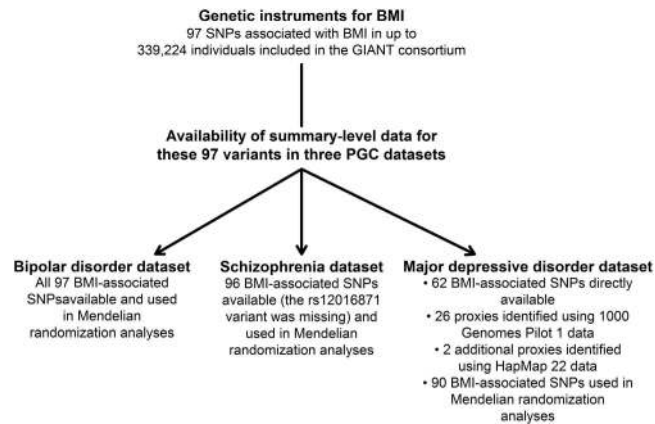 Genetic instruments for BMI
97 SNPs associated with BMI in up to
339,224 individuals included in the GIANT consortium
Availability of summary-level data for
these 97 variants in three PGC datasets
Bipolar disorder dataset
All 97 BMI-associated
SNPsavailable and used
in Mendelian
randomization analyses
Schizophrenia dataset
96 BMI-associated SNPs
available (the rs12016871
variant was missing) and
used in Mendelian
randomization analyses
Major depressive disorder dataset
• 62 BMI-associated SNPs directly
available
• 26 proxies identified using 1000
Genomes Pilot 1 data
• 2 additional proxies identified
using HapMap 22 data
• 90 BMI-associated SNPs used in
Mendelian randomization
analyses